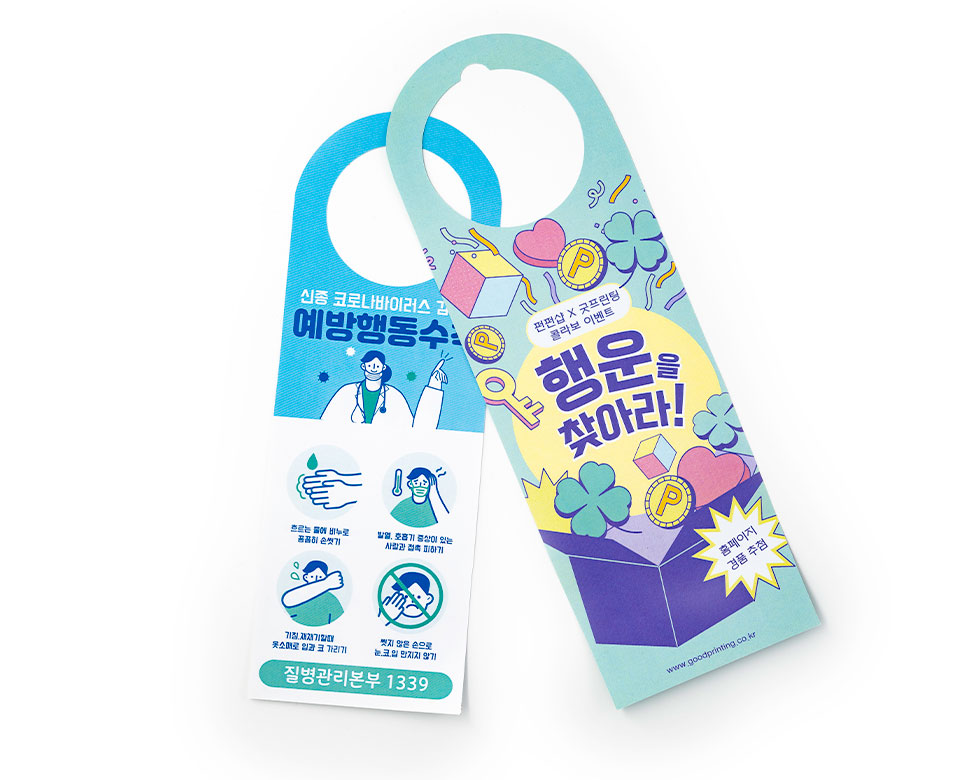 신종 코로나바이러스 감
예방행동수칙
흐르는 물에 비누로
꼼꼼히 손씻기
발열, 호흡기 증상이 있는
사람과 접촉 피하기
기침,재채기할때
옷소매로 입과 코 가리기
씻지 않은 손으로
눈,코,입 만지지 않기
질병관리본부 1339
펀펀샵 X 굿프린팅
콜라보 이벤트
행운을
찾아라!
P
P
P
홈페이지
경품 추첨
www.goodprinting.co.kr